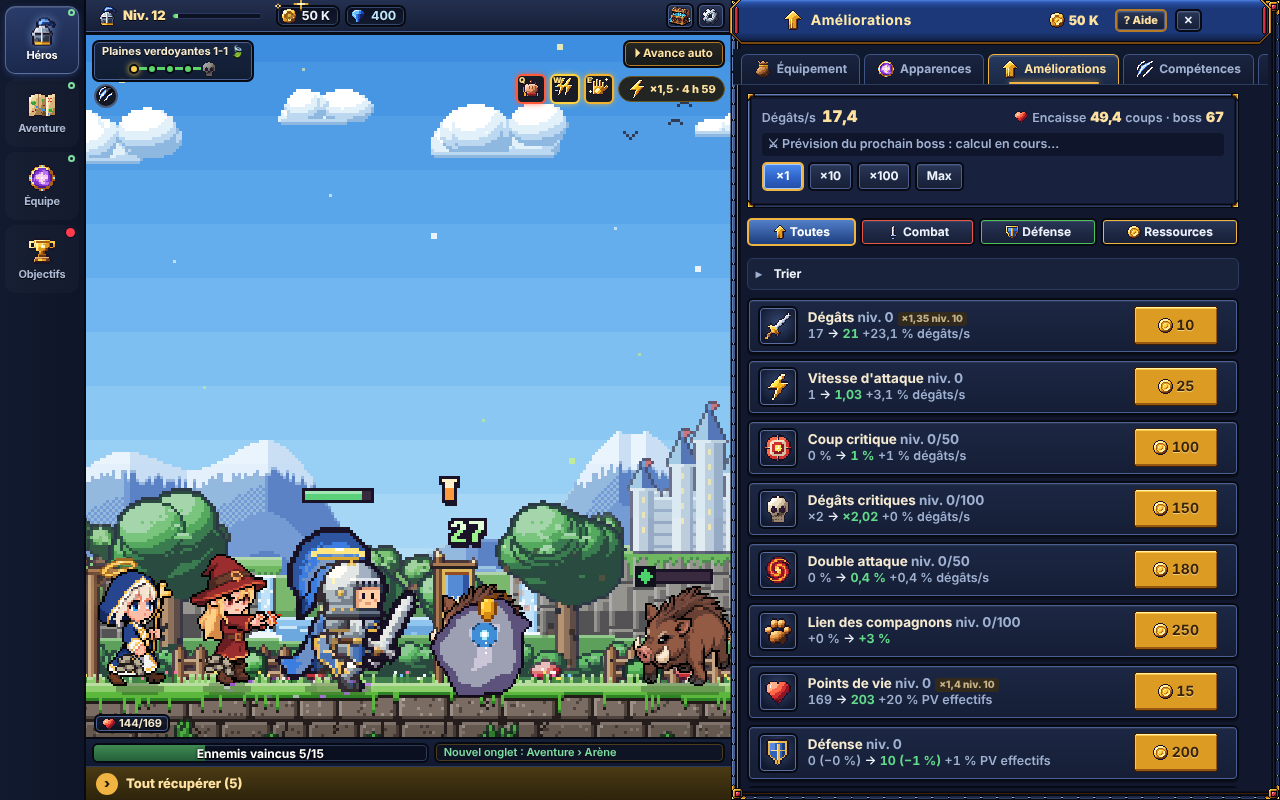 Niv. 12
50 K
400
Héros
Aventure
Équipe
Objectifs
Plaines verdoyantes 1-1
Avance auto
×1,5 · 4 h 59
27
144/169
Ennemis vaincus 5/15
Nouvel onglet : Aventure › Arène
Tout récupérer (5)
Améliorations
50 K
? Aide
×
Équipement
Apparences
Améliorations
Compétences
Dégâts/s 17,4
Encaisse 49,4 coups · boss 67
Prévision du prochain boss : calcul en cours…
×1
×10
×100
Max
Toutes
Combat
Défense
Ressources
Trier
Dégâts niv. 0 ×1,35 niv. 10
17 → 21 +23,1 % dégâts/s
10
Vitesse d'attaque niv. 0
1 → 1,03 +3,1 % dégâts/s
25
Coup critique niv. 0/50
0 % → 1 % +1 % dégâts/s
100
Dégâts critiques niv. 0/100
×2 → ×2,02 +0 % dégâts/s
150
Double attaque niv. 0/50
0 % → 0,4 % +0,4 % dégâts/s
180
Lien des compagnons niv. 0/100
+0 % → +3 %
250
Points de vie niv. 0 ×1,4 niv. 10
169 → 203 +20 % PV effectifs
15
Défense niv. 0
0 (−0 %) → 10 (−1 %) +1 % PV effectifs
200